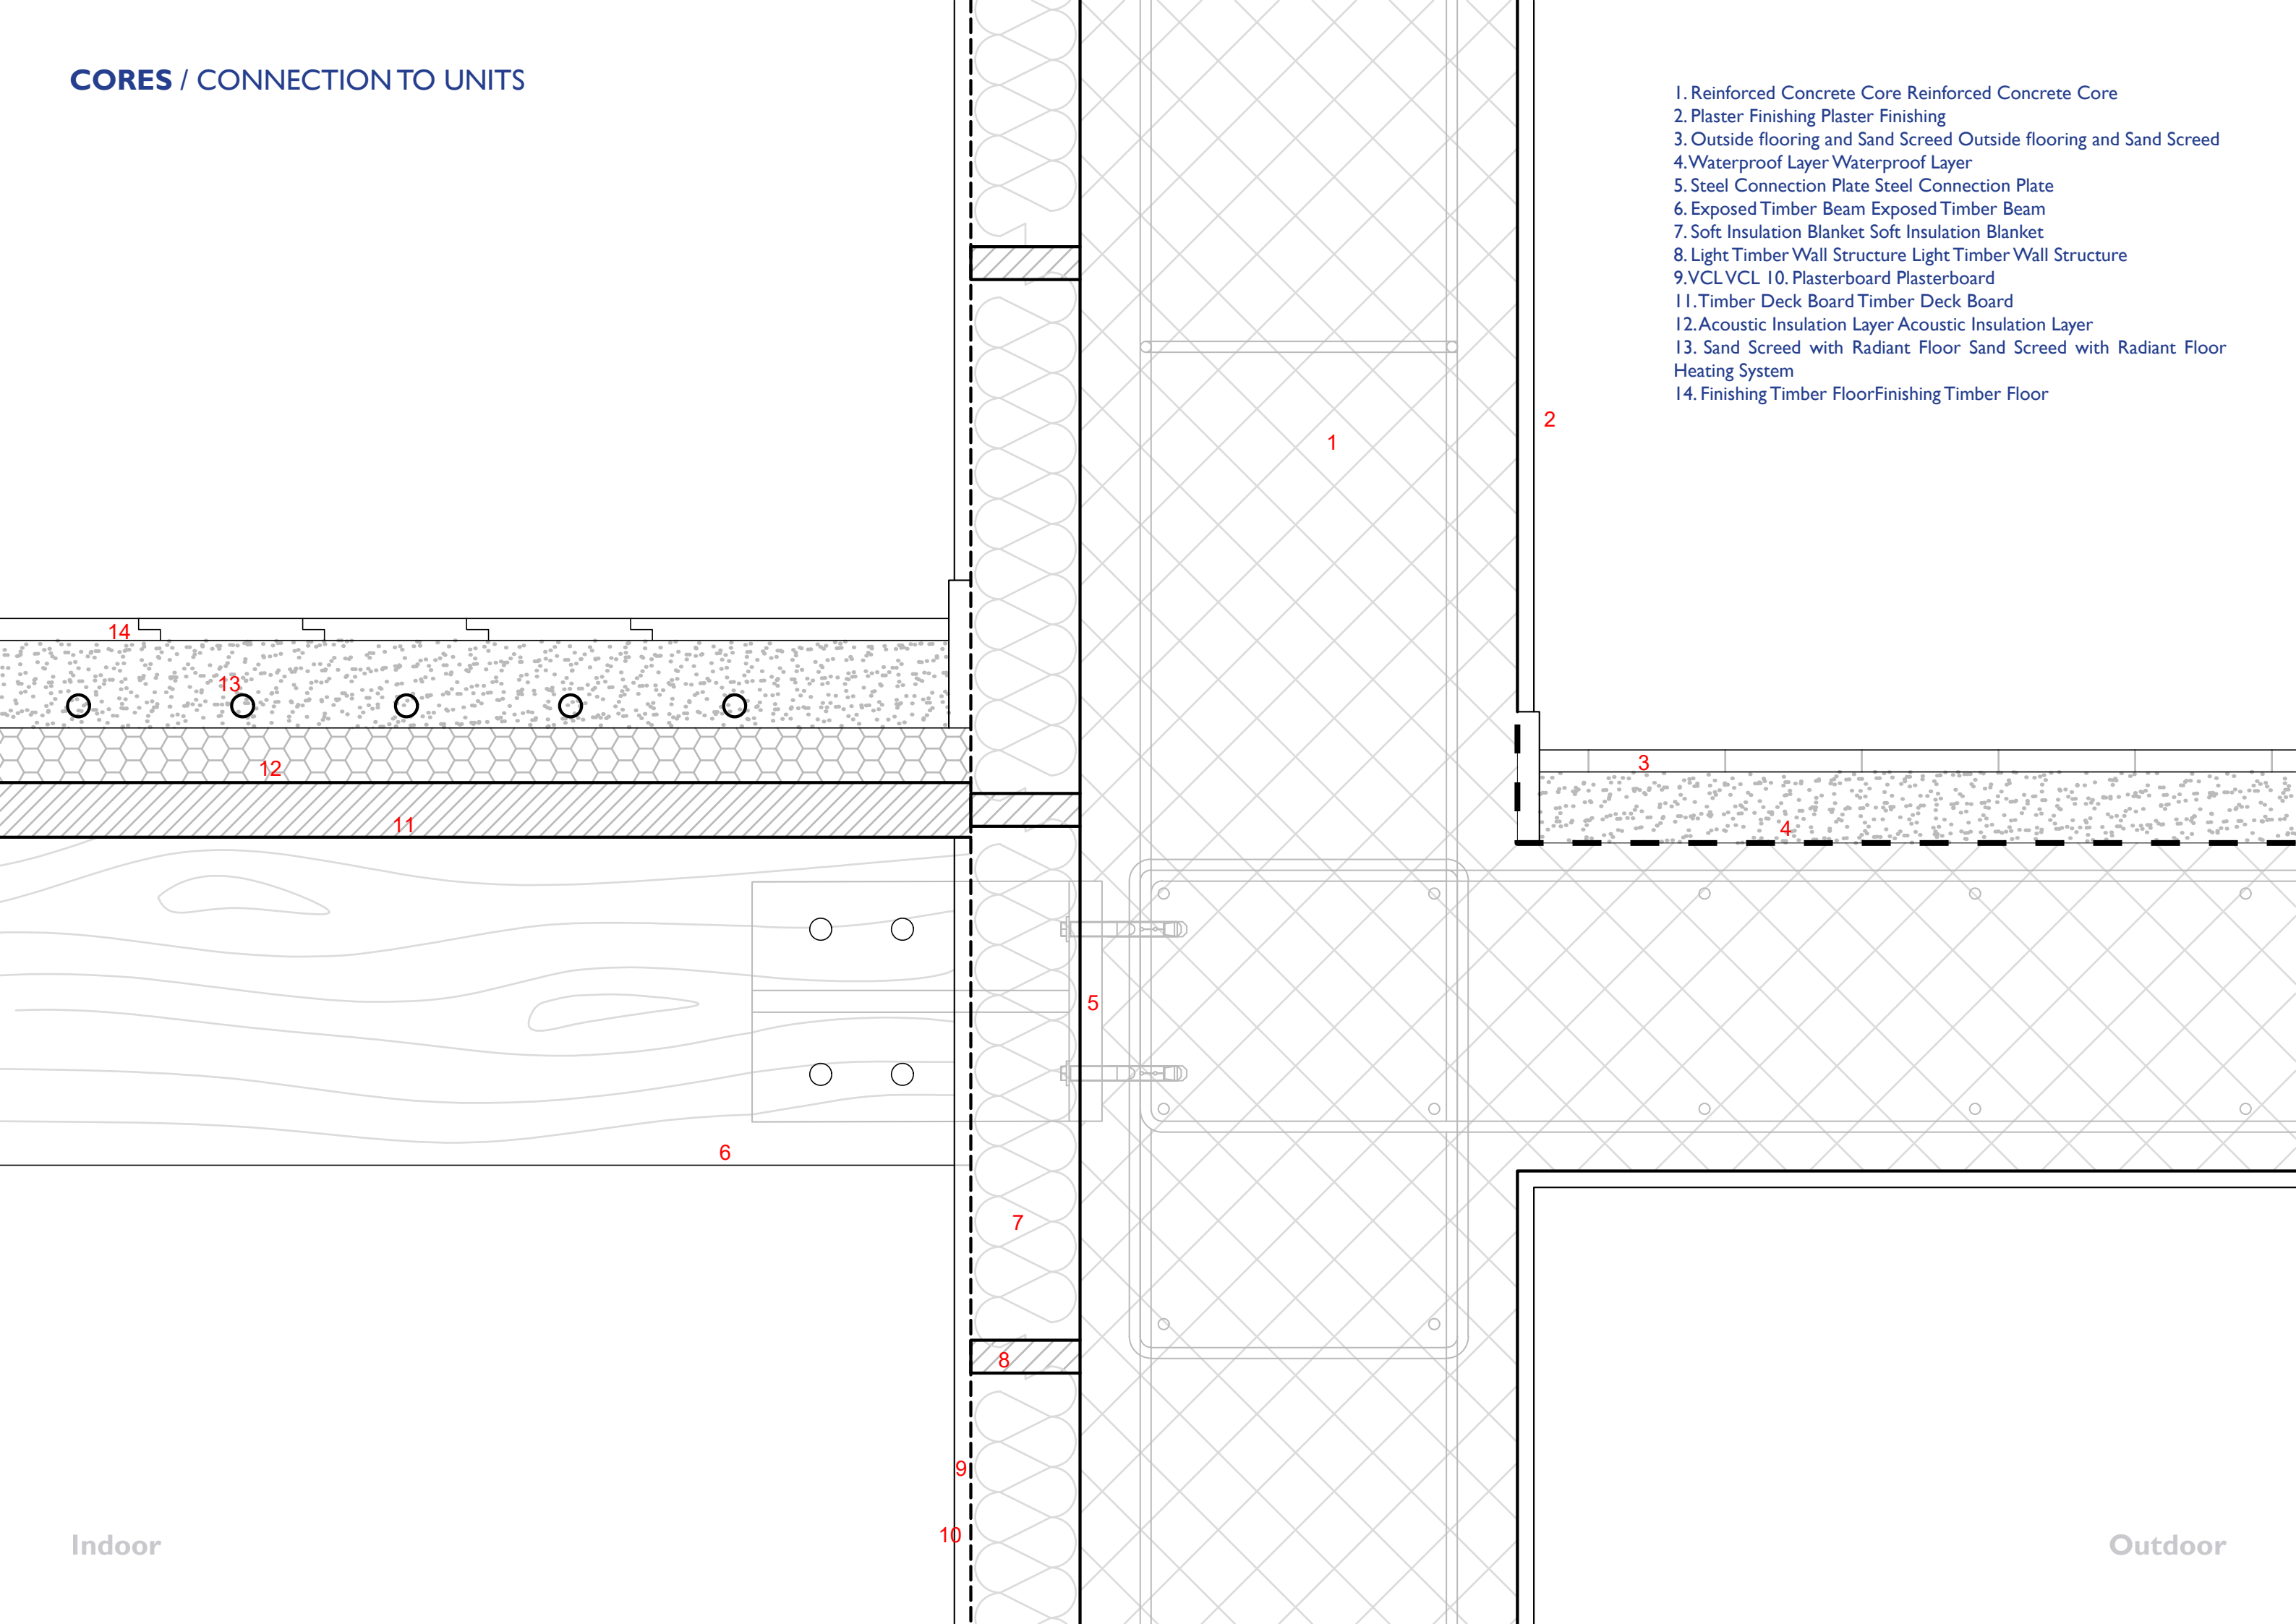 CORES / CONNECTION TO UNITS
1. Reinforced Concrete Core Reinforced Concrete Core
2. Plaster Finishing Plaster Finishing
3. Outside flooring and Sand Screed Outside flooring and Sand Screed
4. Waterproof Layer Waterproof Layer
5. Steel Connection Plate Steel Connection Plate
6. Exposed Timber Beam Exposed Timber Beam
7. Soft Insulation Blanket Soft Insulation Blanket
8. Light Timber Wall Structure Light Timber Wall Structure
9. VCL VCL 10. Plasterboard Plasterboard
11. Timber Deck Board Timber Deck Board
12. Acoustic Insulation Layer Acoustic Insulation Layer
13. Sand Screed with Radiant Floor Sand Screed with Radiant Floor
Heating System
14. Finishing Timber FloorFinishing Timber Floor
2
1
14
13
3
12
11
4
5
6
7
8
9
10
Indoor
Outdoor